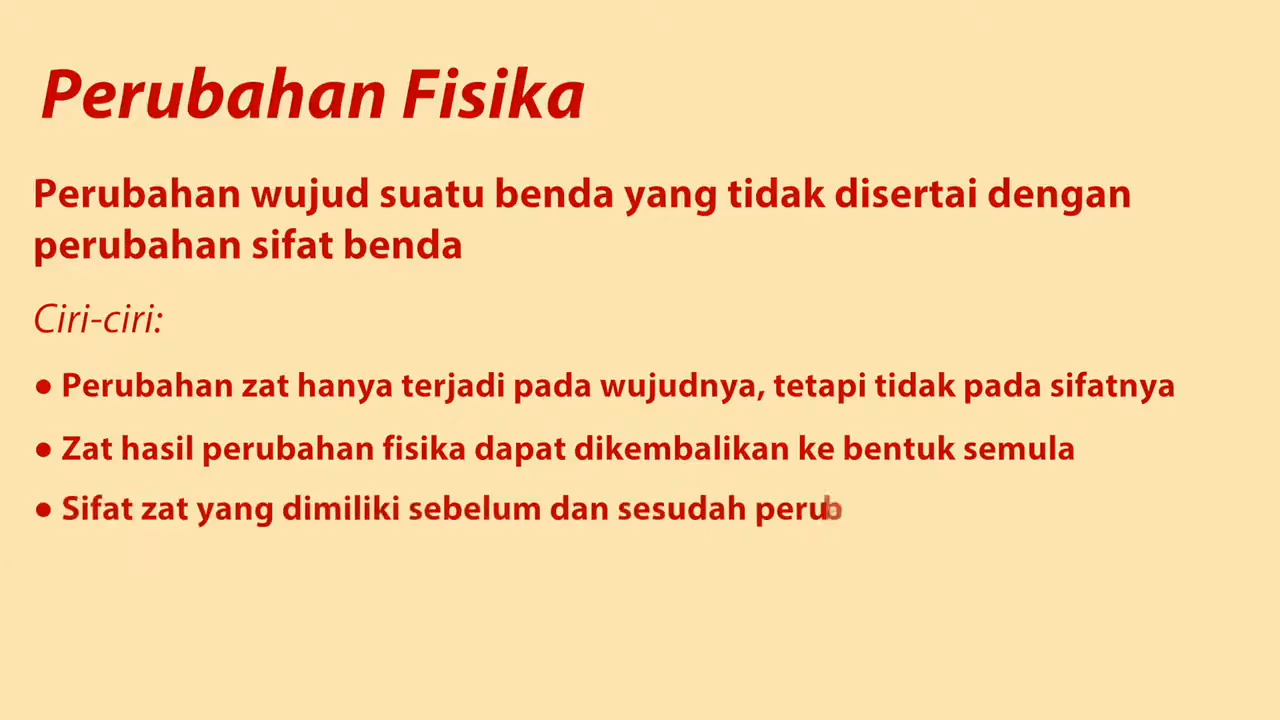 Perubahan Fisika
Perubahan wujud suatu benda yang tidak disertai dengan
perubahan sifat benda
Ciri-ciri:
● Perubahan zat hanya terjadi pada wujudnya, tetapi tidak pada sifatnya
● Zat hasil perubahan fisika dapat dikembalikan ke bentuk semula
● Sifat zat yang dimiliki sebelum dan sesudah perub